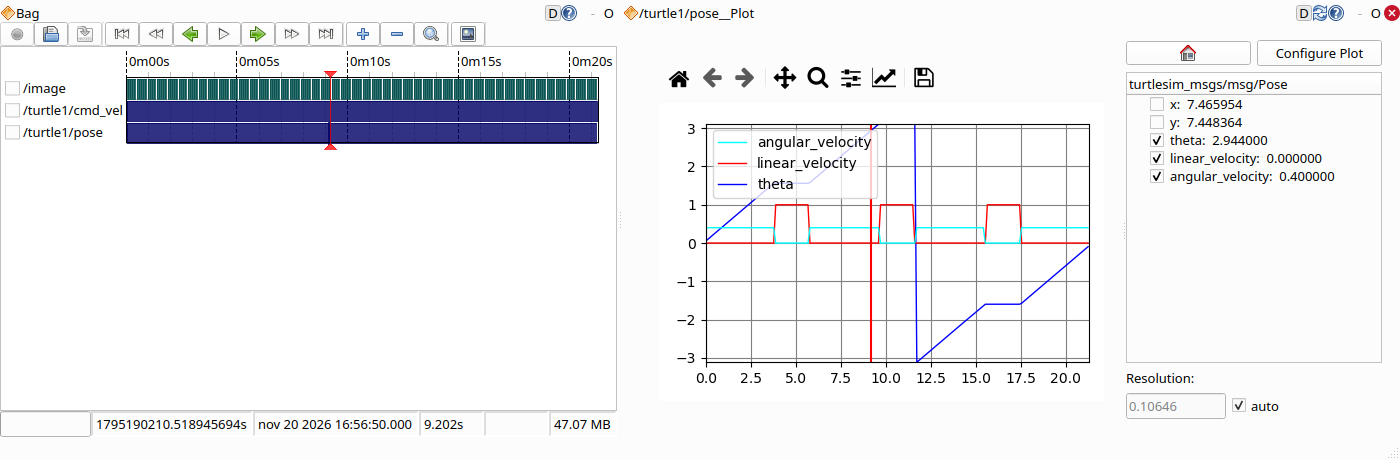 Bag D - O
/turtle1/pose__Plot D - O
0m00s 0m05s 0m10s 0m15s 0m20s
/image
/turtle1/cmd_vel
/turtle1/pose
1795190210.518945694s nov 20 2026 16:56:50.000 9.202s 47.07 MB
angular_velocity
linear_velocity
theta
3
2
1
0
−1
−2
−3
0.0 2.5 5.0 7.5 10.0 12.5 15.0 17.5 20.0
Configure Plot
turtlesim_msgs/msg/Pose
x: 7.465954
y: 7.448364
theta: 2.944000
linear_velocity: 0.000000
angular_velocity: 0.400000
Resolution:
0.10646 auto